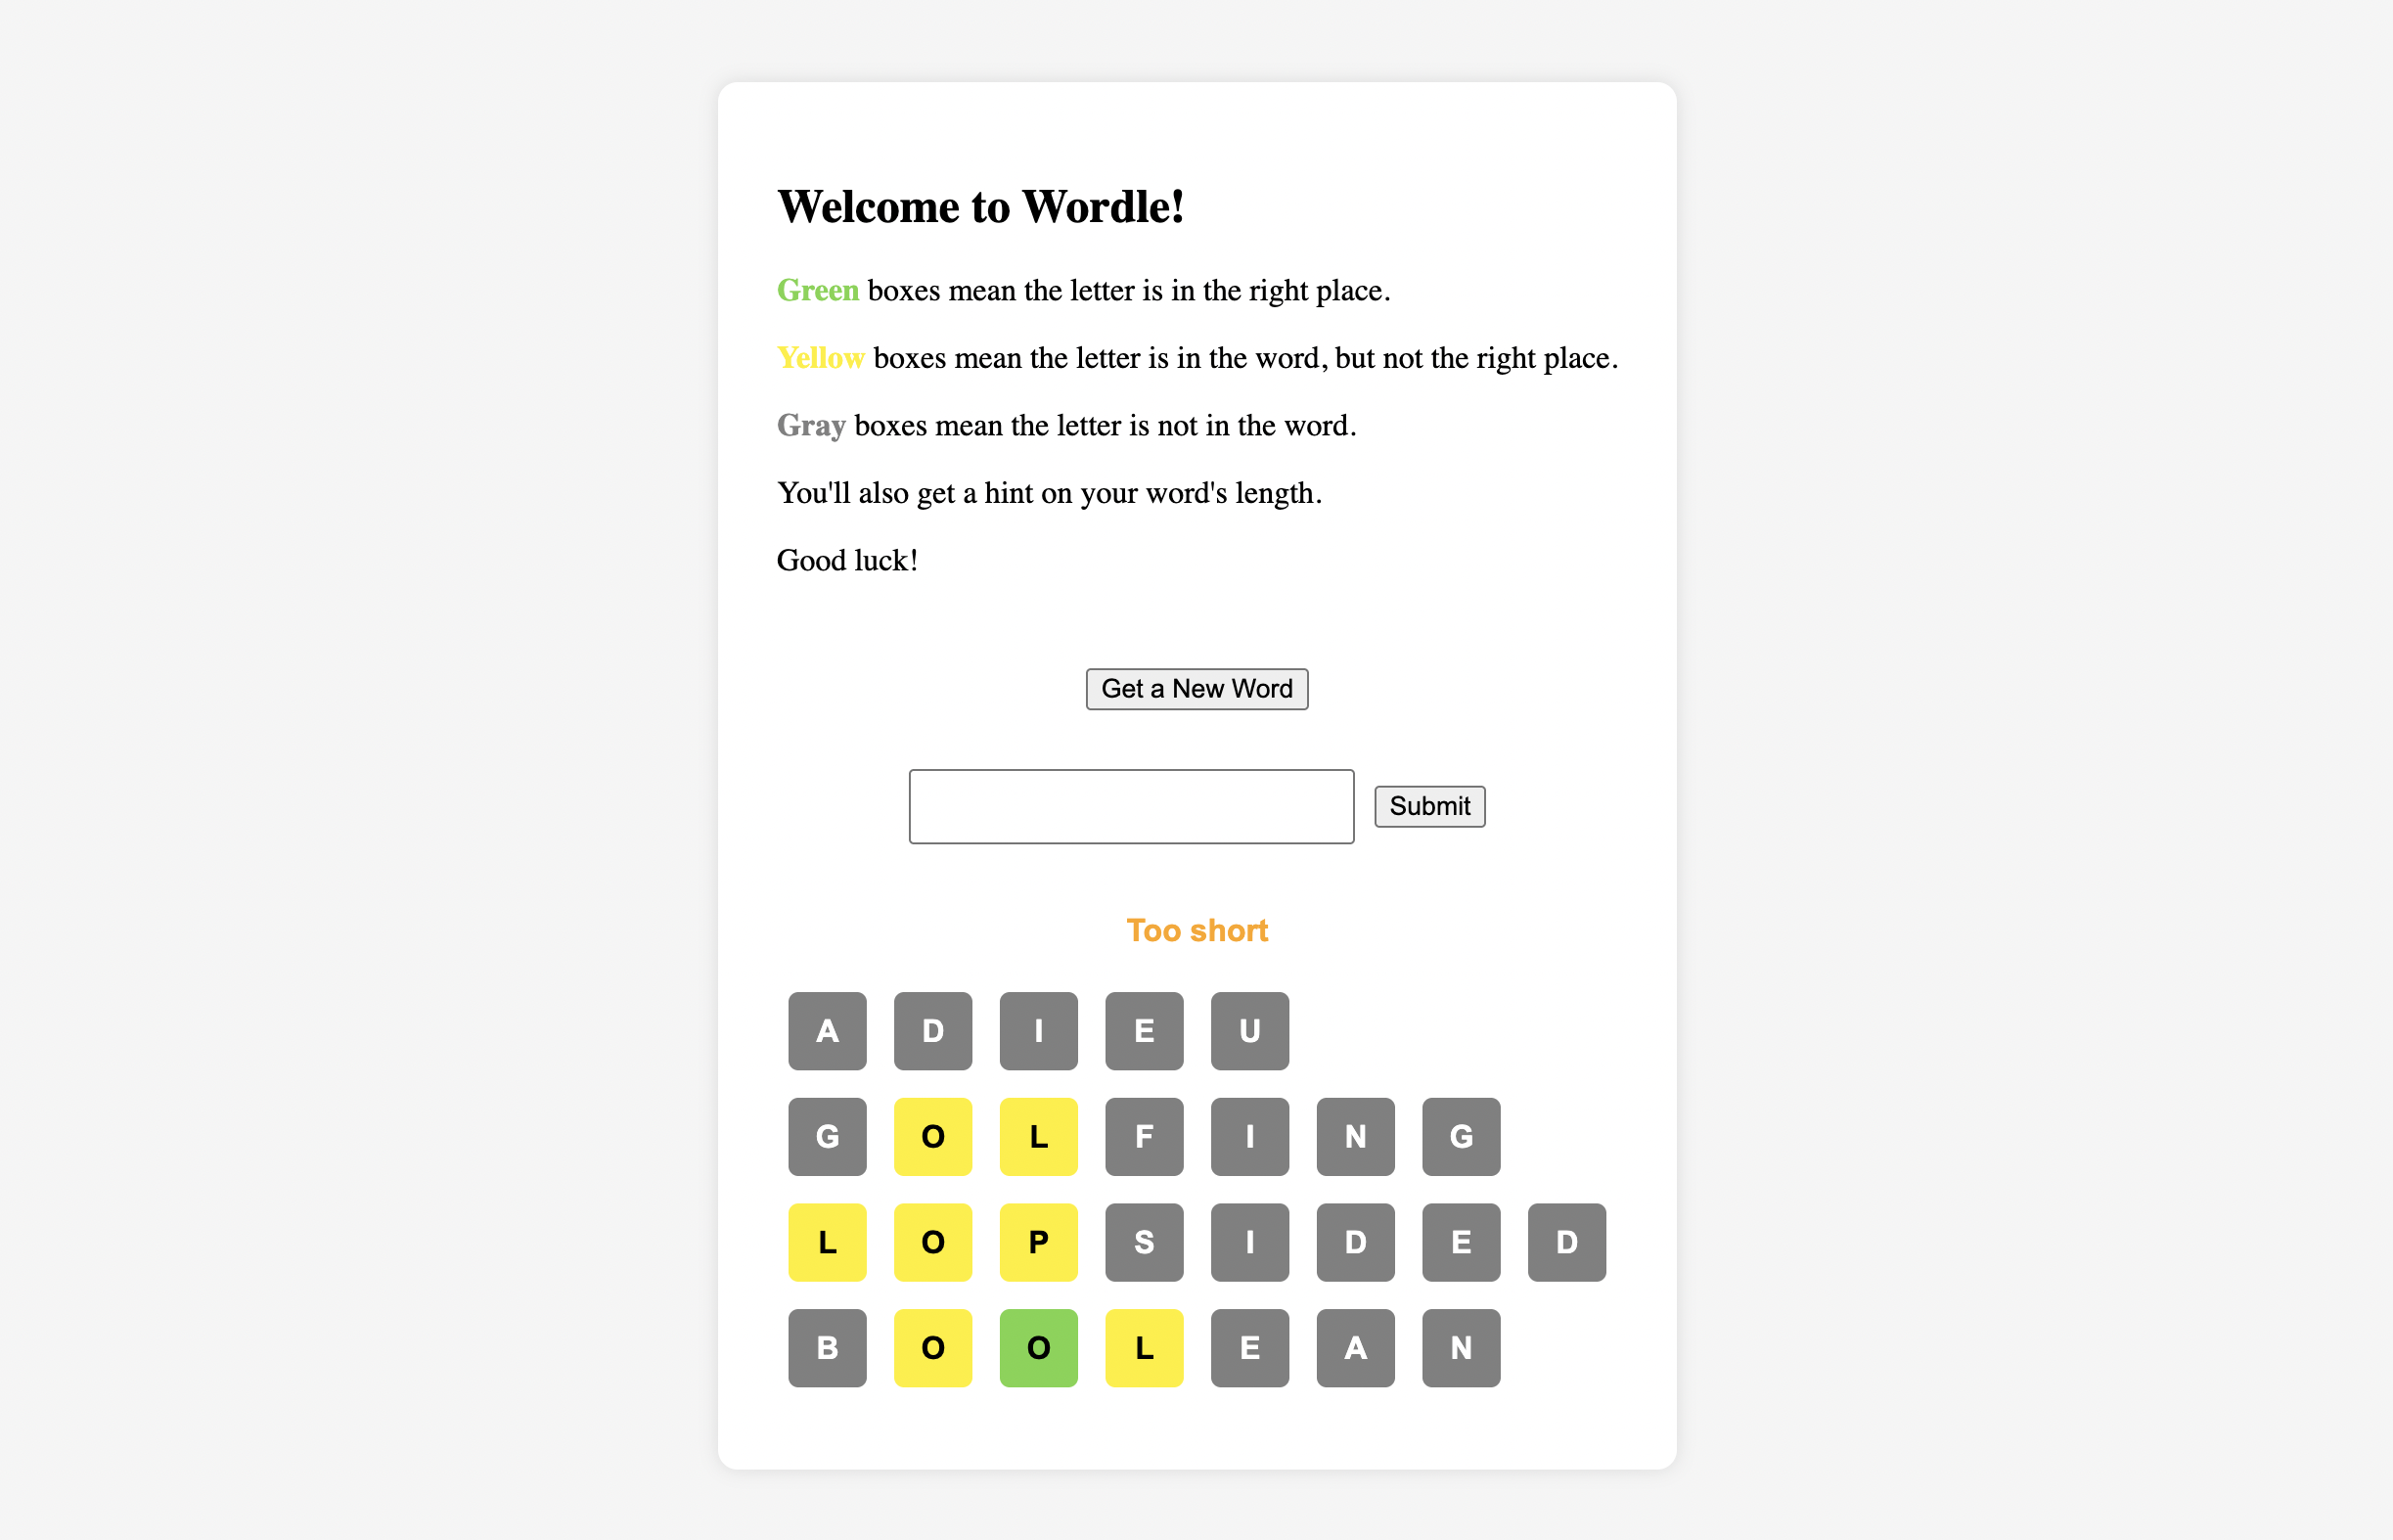 Welcome to Wordle!
Green boxes mean the letter is in the right place.
Yellow boxes mean the letter is in the word, but not the right place.
Gray boxes mean the letter is not in the word.
You'll also get a hint on your word's length.
Good luck!
Get a New Word
Submit
Too short
A D I E U
G O L F I N G
L O P S I D E D
B O O L E A N